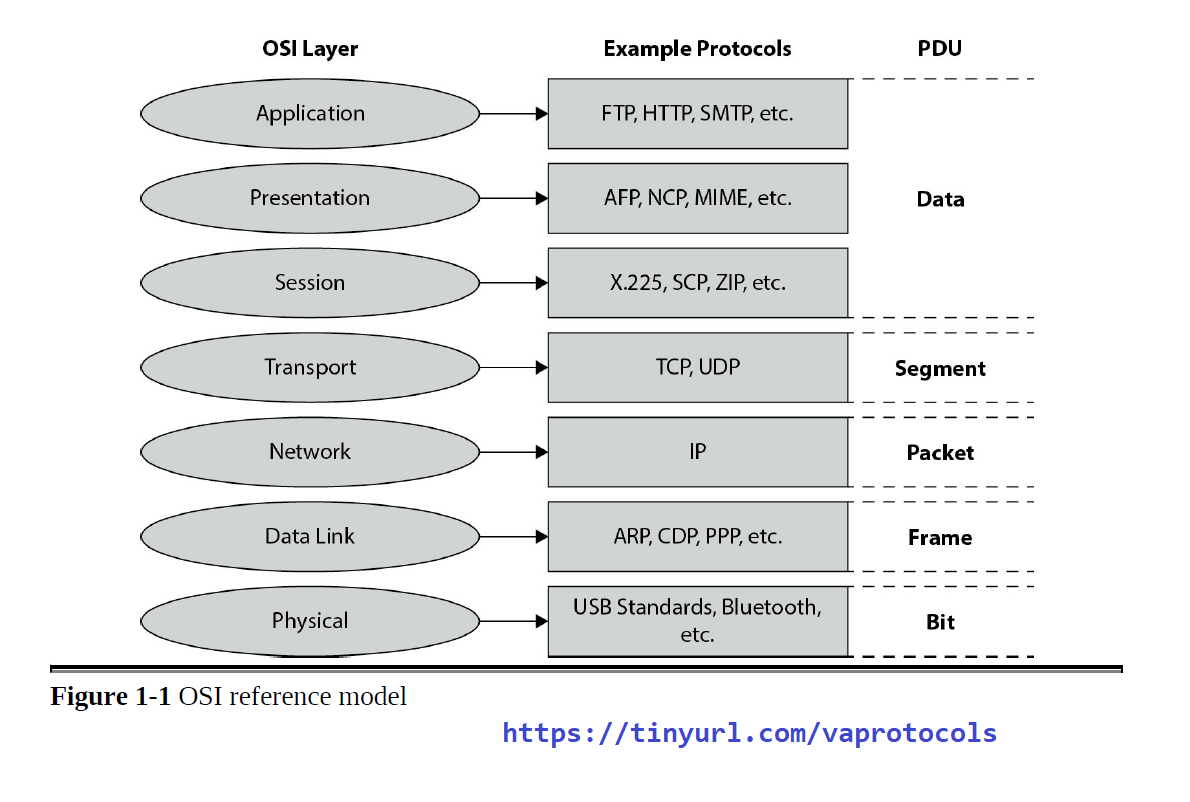 OSI Layer Example Protocols PDU
Application FTP, HTTP, SMTP, etc.
Presentation AFP, NCP, MIME, etc. Data
Session X.225, SCP, ZIP, etc.
Transport TCP, UDP Segment
Network IP Packet
Data Link ARP, CDP, PPP, etc. Frame
Physical USB Standards, Bluetooth, Bit
etc.
Figure 1-1 OSI reference model
https://tinyurl.com/vaprotocols